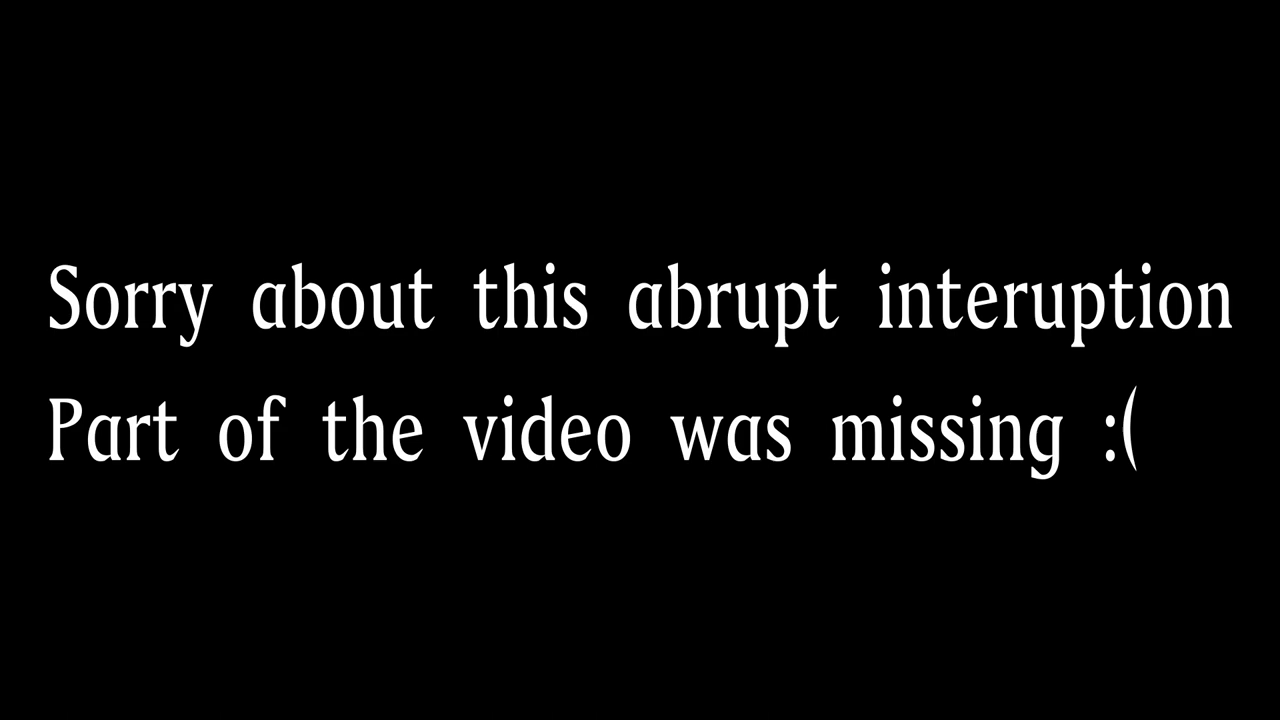 Sorry about this abrupt interuption
Part of the video was missing :(